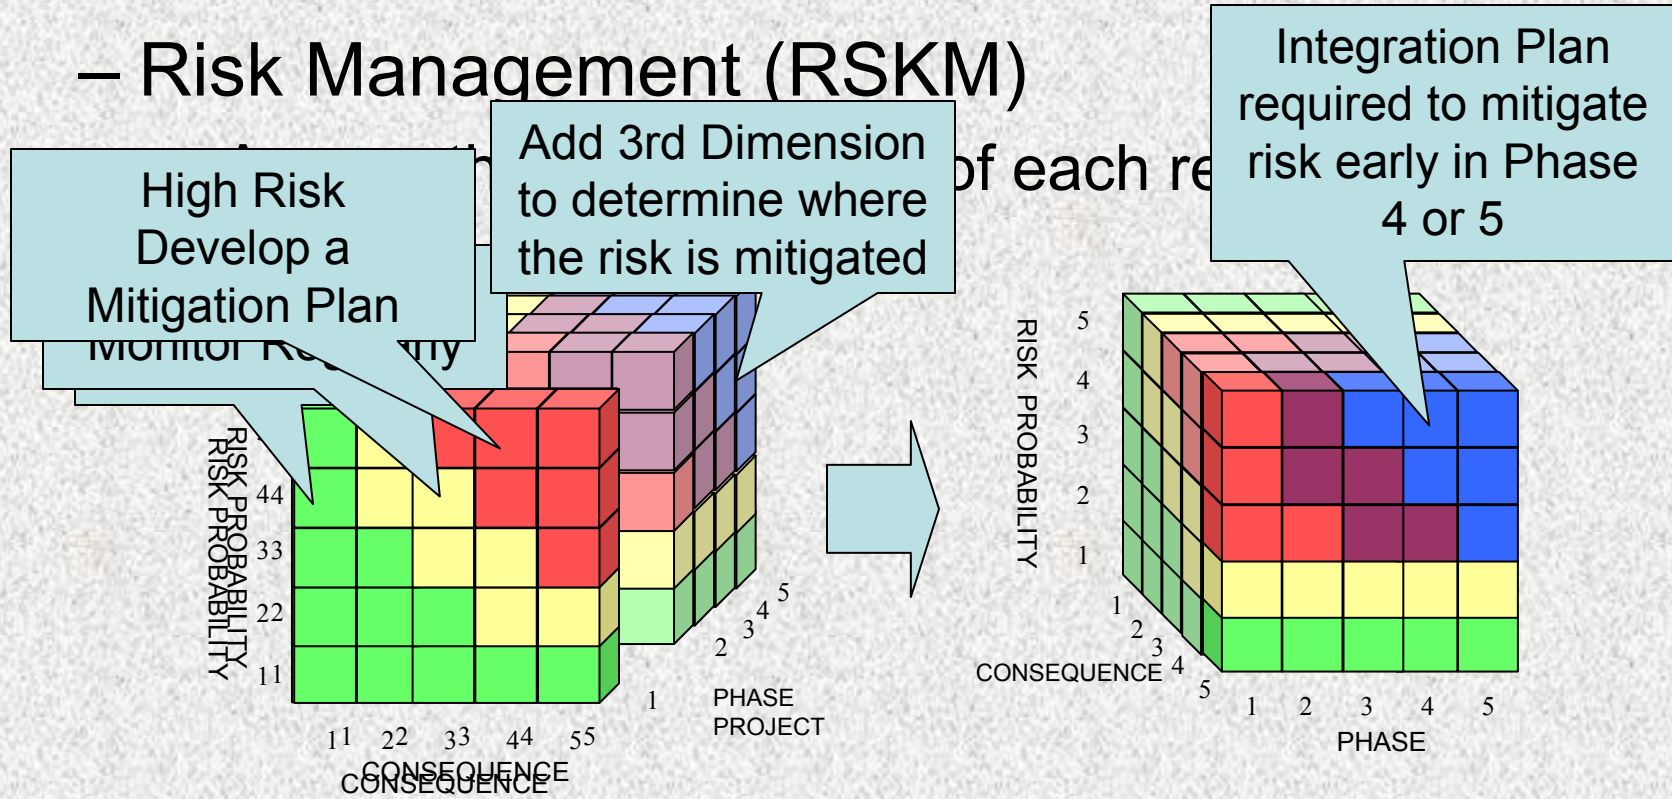 – Risk Management (RSKM)
of each re
High Risk
Develop a
Mitigation Plan
Monitor
Add 3rd Dimension
to determine where
the risk is mitigated
Integration Plan
required to mitigate
risk early in Phase
4 or 5
RISK PROBABILITY
RISK PROBABILITY
44
33
22
11
11 22 33 44 55
CONSEQUENCE
CONSEQUENCE
1
2
3
4
5
PHASE
PROJECT
RISK PROBABILITY
5
4
3
2
1
1
2
3
4
5
CONSEQUENCE
1 2 3 4 5
PHASE